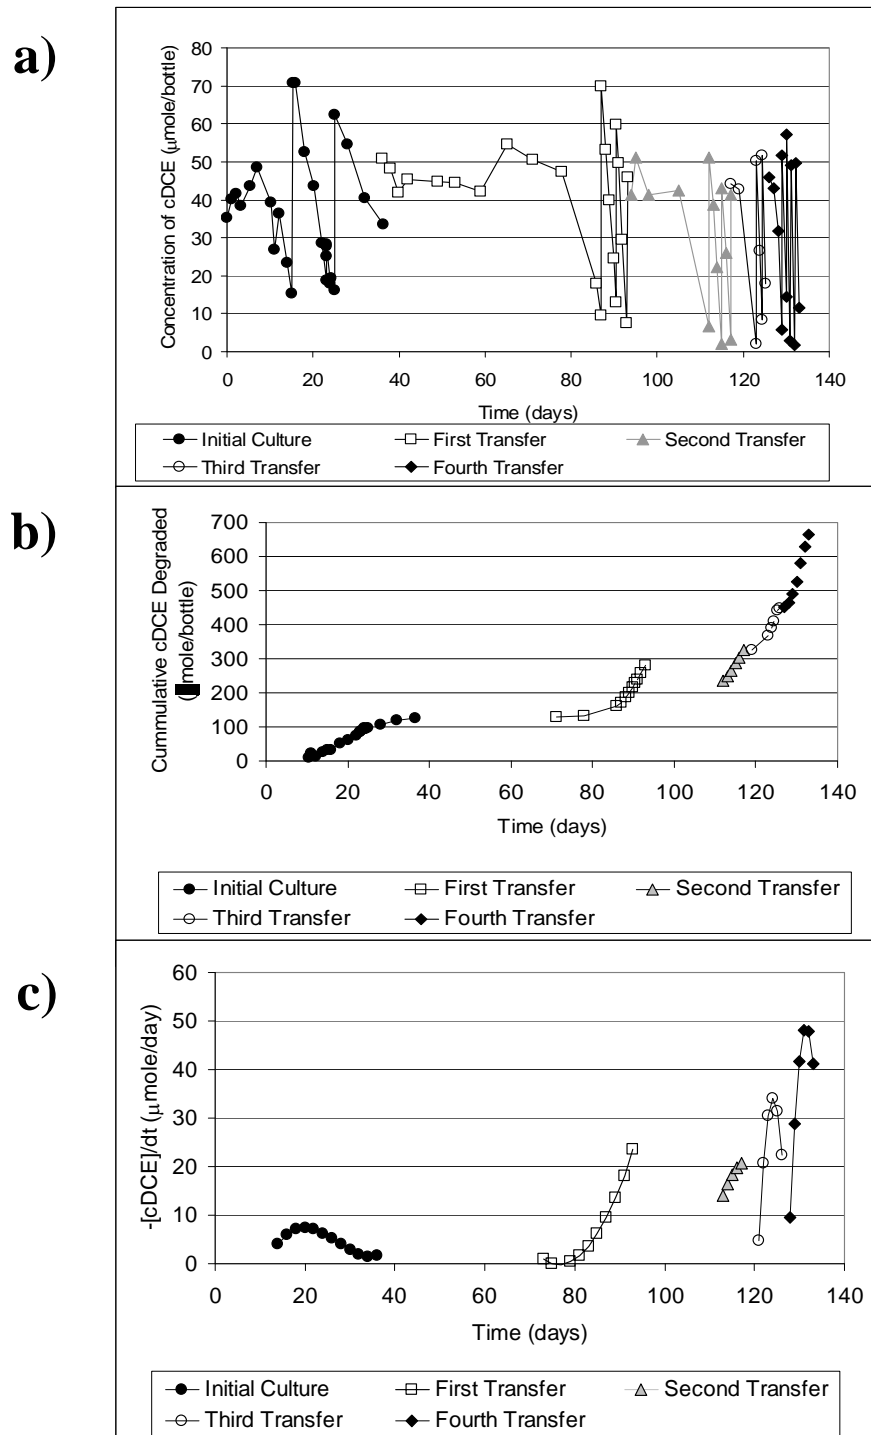 a)
80
70
60
50
40
30
20
10
0
Concentration of cDCE (μmole/bottle)
0 20 40 60 80 100 120 140
Time (days)
Initial Culture First Transfer Second Transfer
Third Transfer Fourth Transfer
b)
700
600
500
400
300
200
100
0
Cummulative cDCE Degraded
mole/bottle)
0 20 40 60 80 100 120 140
Time (days)
Initial Culture First Transfer Second Transfer
Third Transfer Fourth Transfer
c)
60
50
40
30
20
10
0
-[cDCE]/dt (μmole/day)
0 20 40 60 80 100 120 140
Time (days)
Initial Culture First Transfer Second Transfer
Third Transfer Fourth Transfer